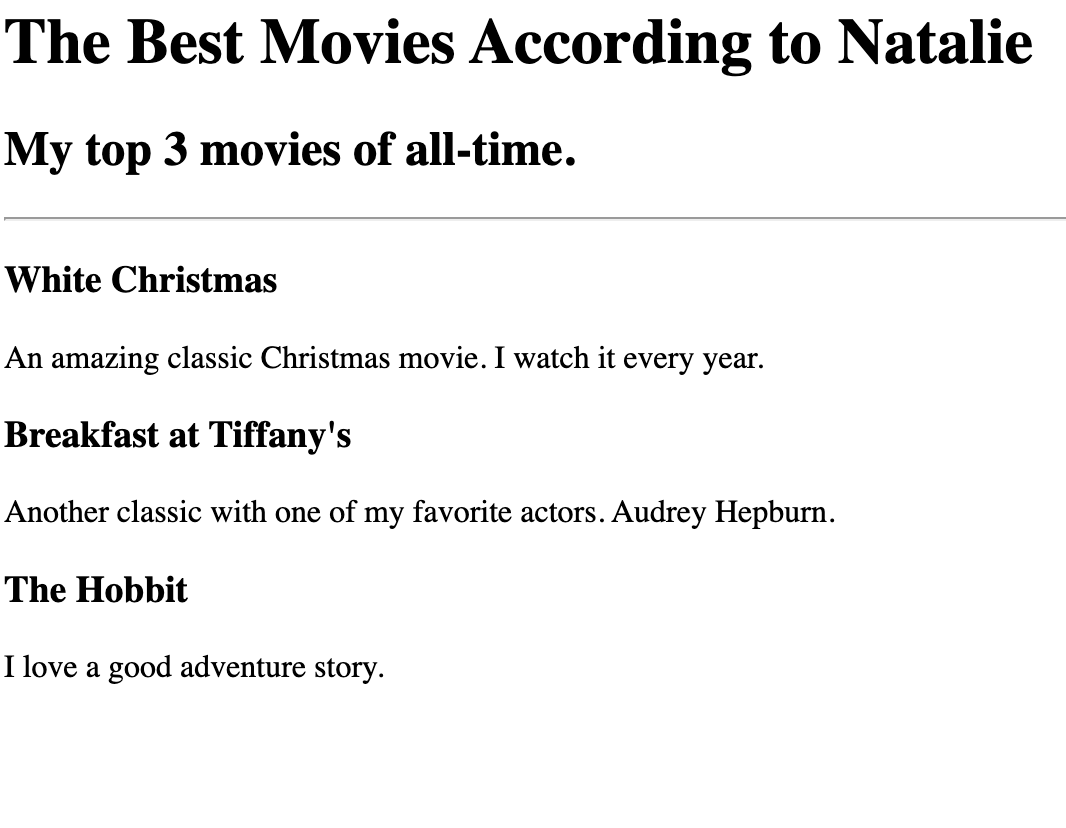 The Best Movies According to Natalie
My top 3 movies of all-time.
White Christmas
An amazing classic Christmas movie. I watch it every year.
Breakfast at Tiffany's
Another classic with one of my favorite actors. Audrey Hepburn.
The Hobbit
I love a good adventure story.